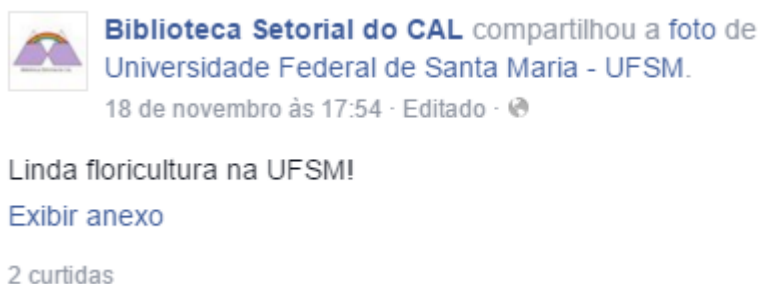 Biblioteca Setorial do CAL compartilhou a foto de
Universidade Federal de Santa Maria - UFSM.
18 de novembro às 17:54 · Editado ·
Linda floricultura na UFSM!
Exibir anexo
2 curtidas